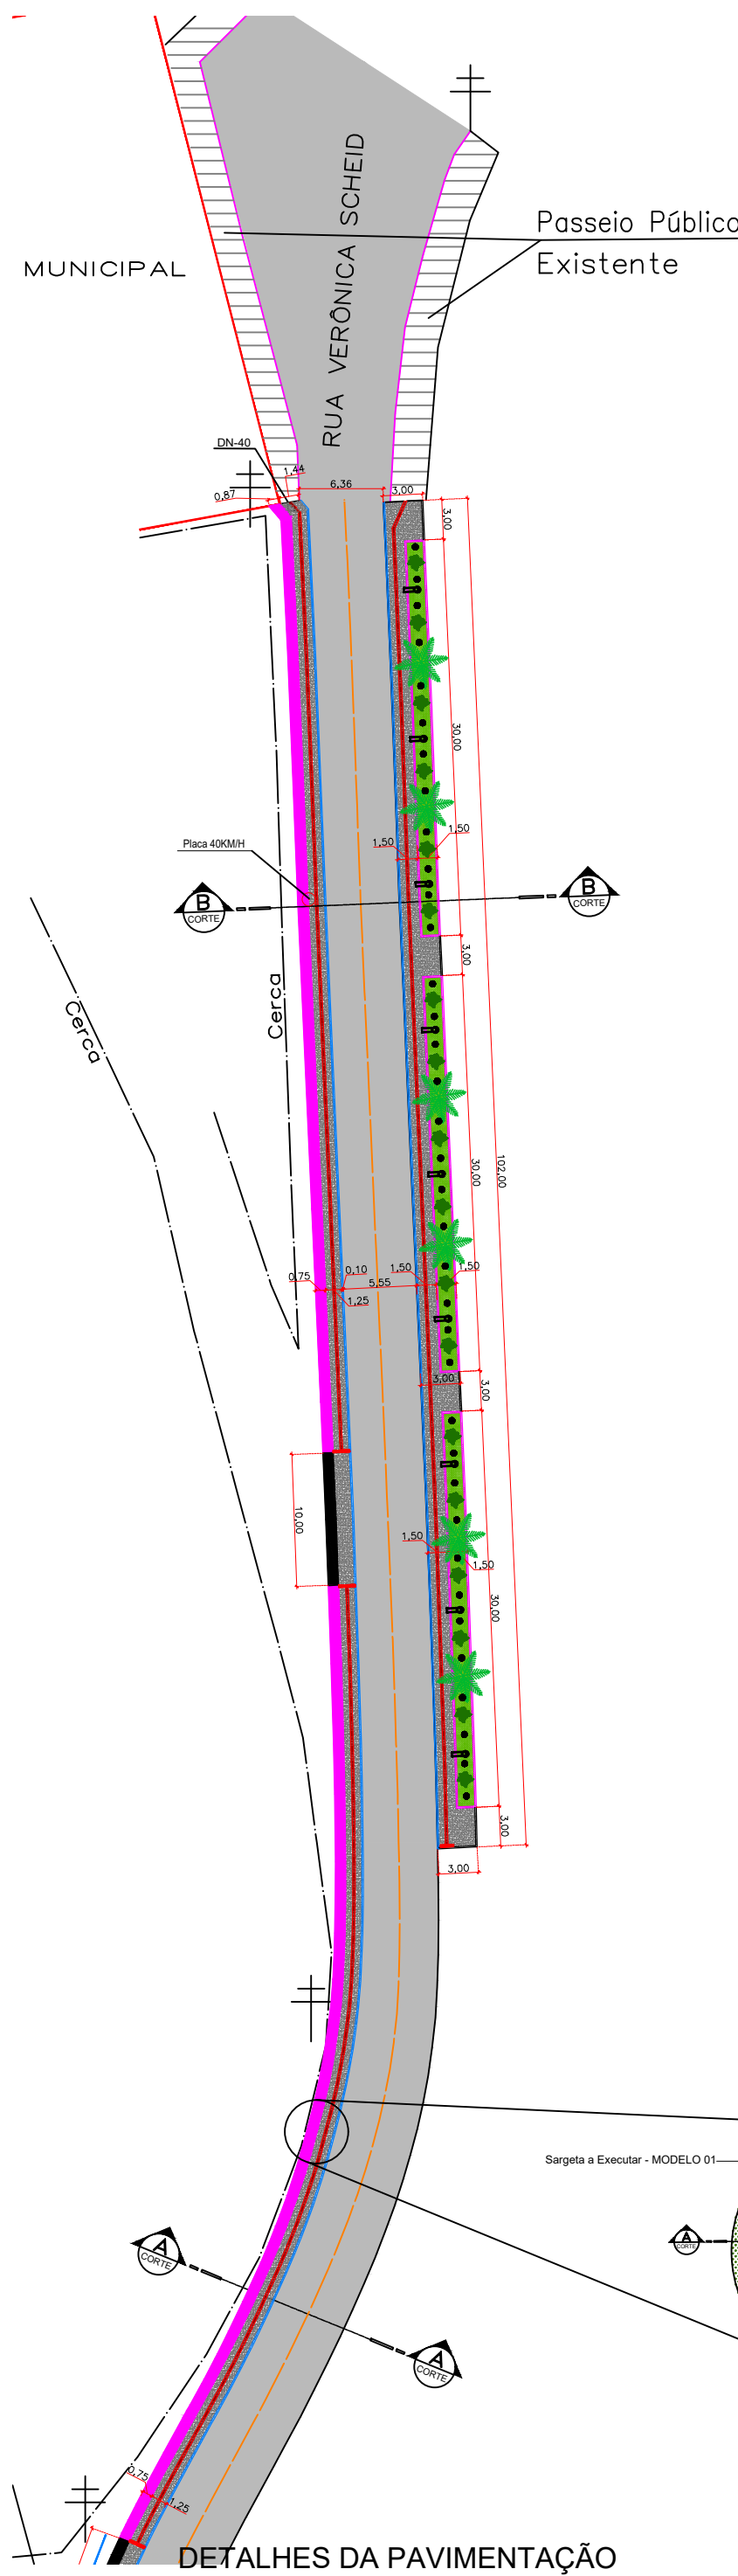 RUA VERÔNICA SCHEID
Passeio Público
Existente
MUNICIPAL
DN-40
1,44
0,87
6,36
3,00
3,00
30,00
1,50
1,50
Placa 40KM/H
B
CORTE
B
CORTE
3,00
Cerca
Cerca
102,00
30,00
0,75
0,10
1,25
5,55
1,50
1,50
3,00
3,00
10,00
1,50
1,50
30,00
3,00
3,00
Sargeta a Executar - MODELO 01
A
CORTE
A
CORTE
A
CORTE
0,75
1,25
DETALHES DA PAVIMENTAÇÃO